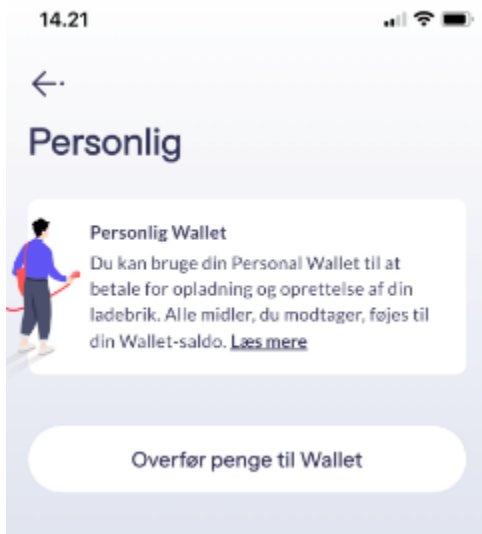 14.21
Personlig
Personlig Wallet
Du kan bruge din Personal Wallet til at
betale for opladning og oprettelse af din
ladebrik. Alle midler, du modtager, føjes til
din Wallet-saldo. Læs mere
Overfør penge til Wallet